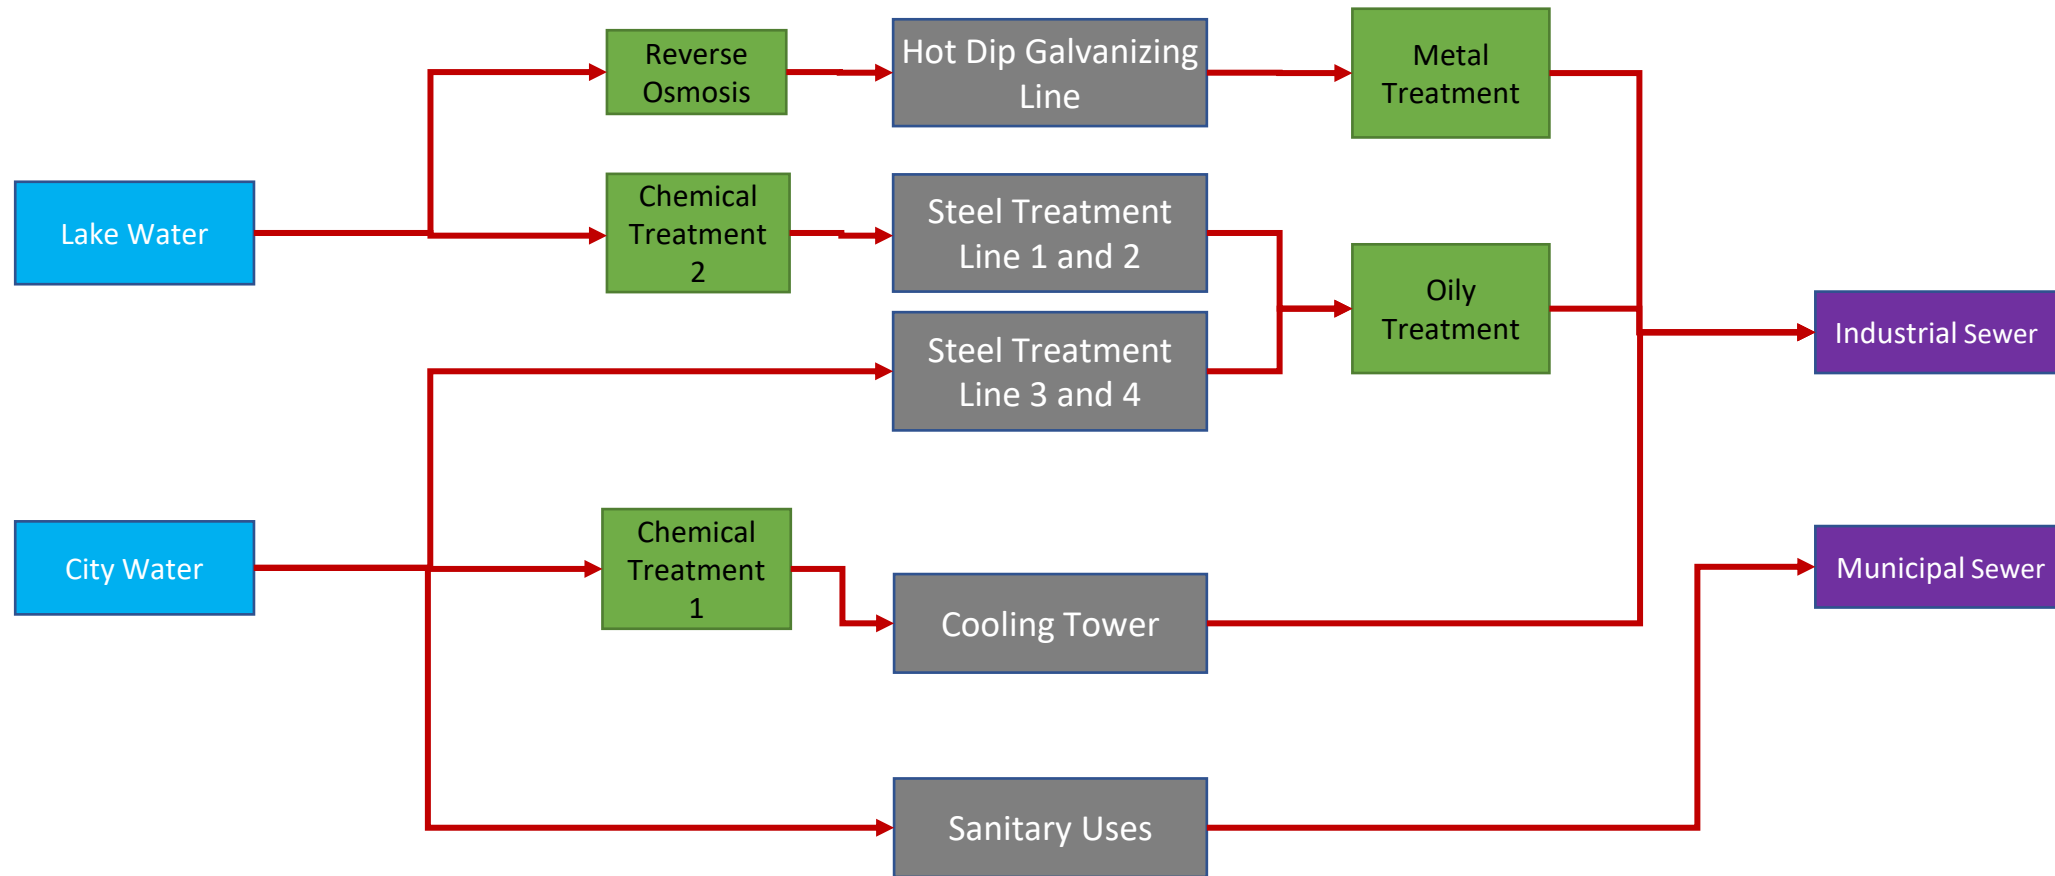 Reverse
Osmosis
Hot Dip Galvanizing
Line
Metal
Treatment
Lake Water
Chemical
Treatment
2
Steel Treatment
Line 1 and 2
Oily
Treatment
Steel Treatment
Line 3 and 4
Industrial Sewer
City Water
Chemical
Treatment
1
Cooling Tower
Municipal Sewer
Sanitary Uses